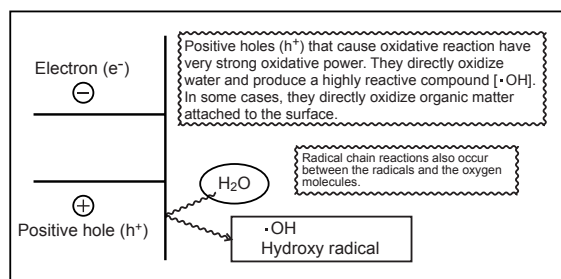 Positive holes (h⁺) that cause oxidative reaction have
very strong oxidative power. They directly oxidize
water and produce a highly reactive compound [·OH].
In some cases, they directly oxidize organic matter
attached to the surface.
Electron (e⁻)
−
Radical chain reactions also occur
between the radicals and the oxygen
molecules.
H₂O
+
Positive hole (h⁺)
·OH
Hydroxy radical